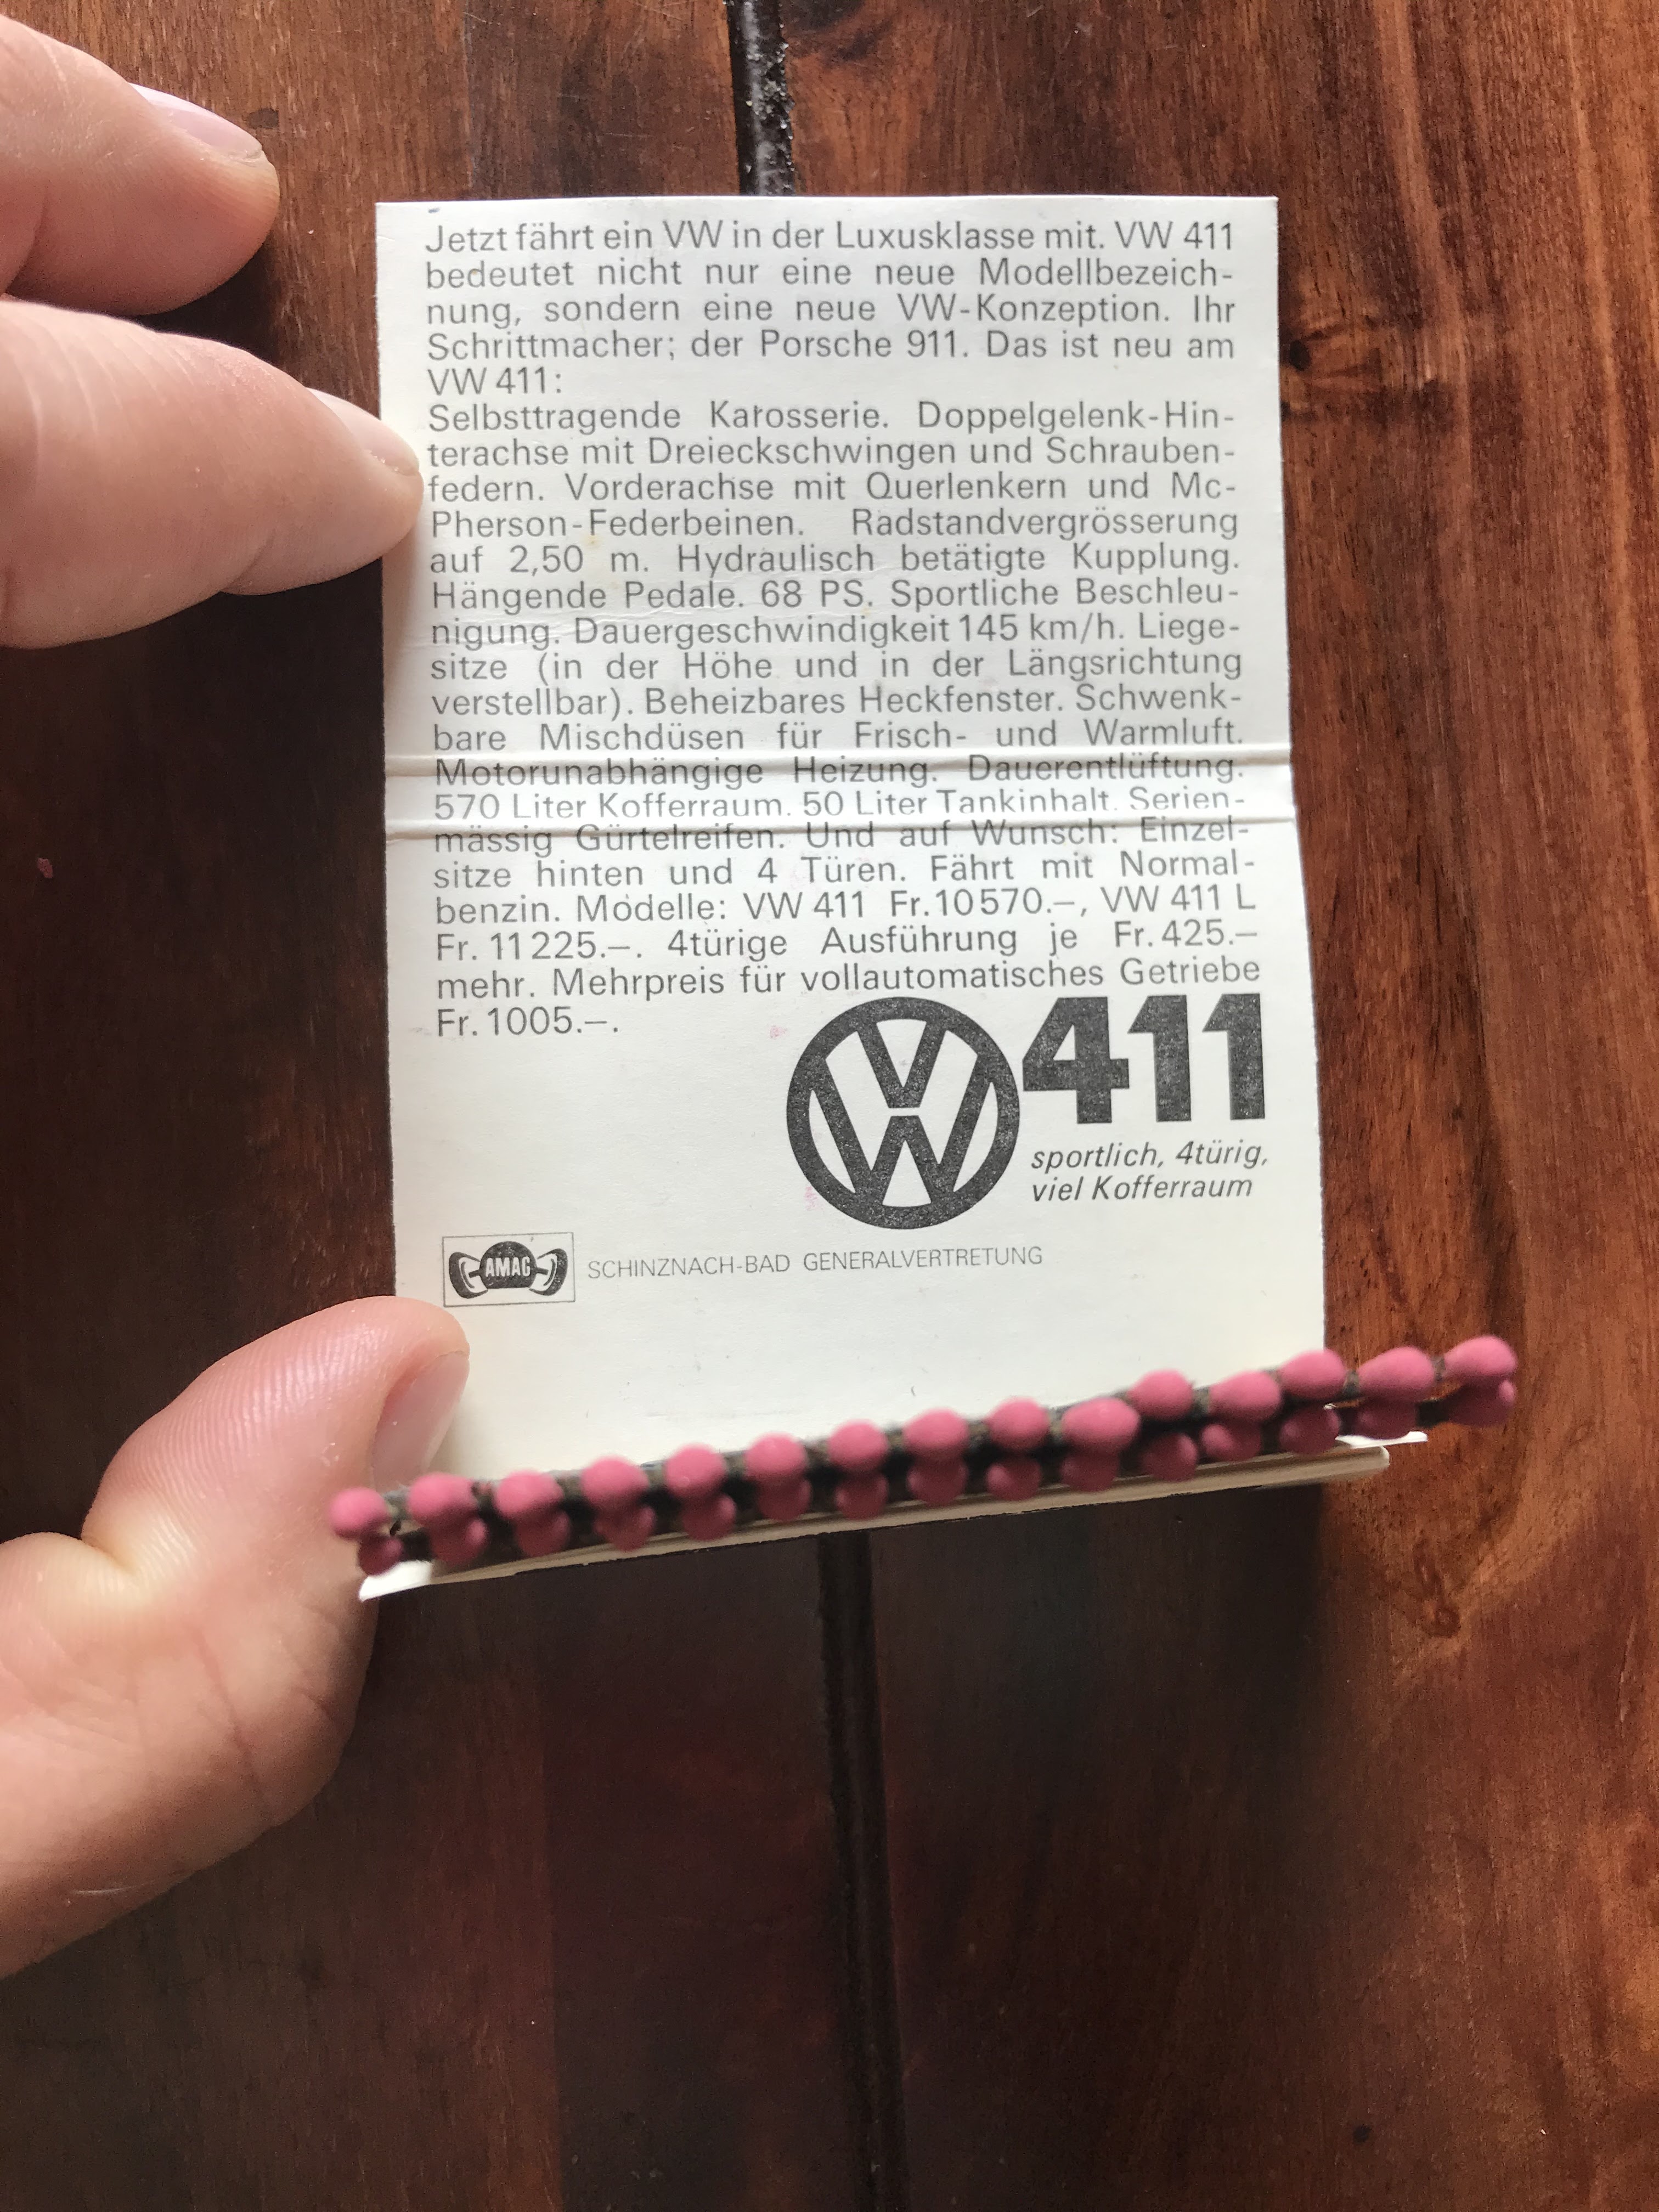 Jetzt fährt ein VW in der Luxusklasse mit. VW 411
bedeutet nicht nur eine neue Modellbezeich-
nung, sondern eine neue VW-Konzeption. Ihr
Schrittmacher; der Porsche 911. Das ist neu am
VW 411:
Selbsttragende Karosserie. Doppelgelenk-Hin-
terachse mit Dreieckschwingen und Schrauben-
federn. Vorderachse mit Querlenkern und Mc-
Pherson-Federbeinen. Radstandvergrösserung
auf 2,50 m. Hydraulisch betätigte Kupplung.
Hängende Pedale. 68 PS. Sportliche Beschleu-
nigung. Dauergeschwindigkeit 145 km/h. Liege-
sitze (in der Höhe und in der Längsrichtung
verstellbar). Beheizbares Heckfenster. Schwenk-
bare Mischdüsen für Frisch- und Warmluft.
Motorunabhängige Heizung. Dauerentlüftung.
570 Liter Kofferraum. 50 Liter Tankinhalt. Serien-
mässig Gürtelreifen. Und auf Wunsch: Einzel-
sitze hinten und 4 Türen. Fährt mit Normal-
benzin. Modelle: VW 411 Fr. 10 570.–, VW 411 L
Fr. 11 225.–. 4türige Ausführung je Fr. 425.–
mehr. Mehrpreis für vollautomatisches Getriebe
Fr. 1005.–.
VW 411
sportlich, 4türig,
viel Kofferraum
AMAG SCHINZNACH-BAD GENERALVERTRETUNG